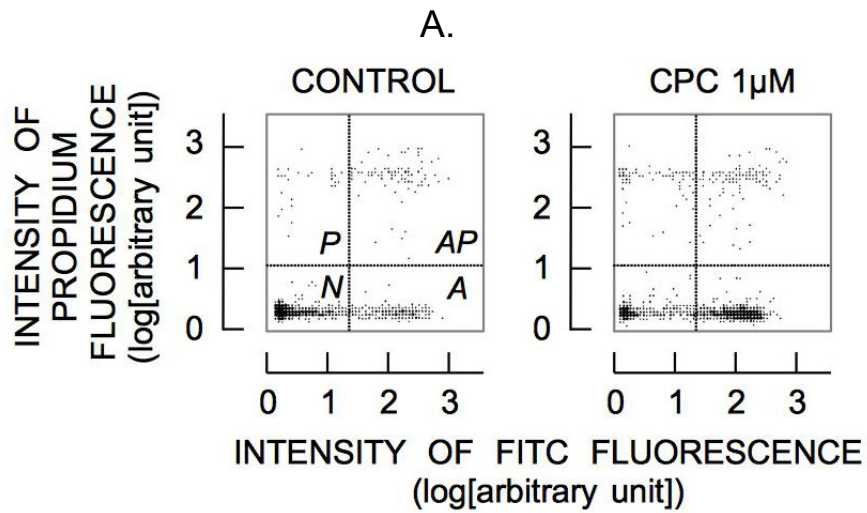 A.
CONTROL
CPC 1µM
INTENSITY OF
PROPIDIUM
FLUORESCENCE
(log[arbitrary unit])
3
2
1
0
P
AP
N
A
3
2
1
0
0 1 2 3
0 1 2 3
INTENSITY OF FITC FLUORESCENCE
(log[arbitrary unit])